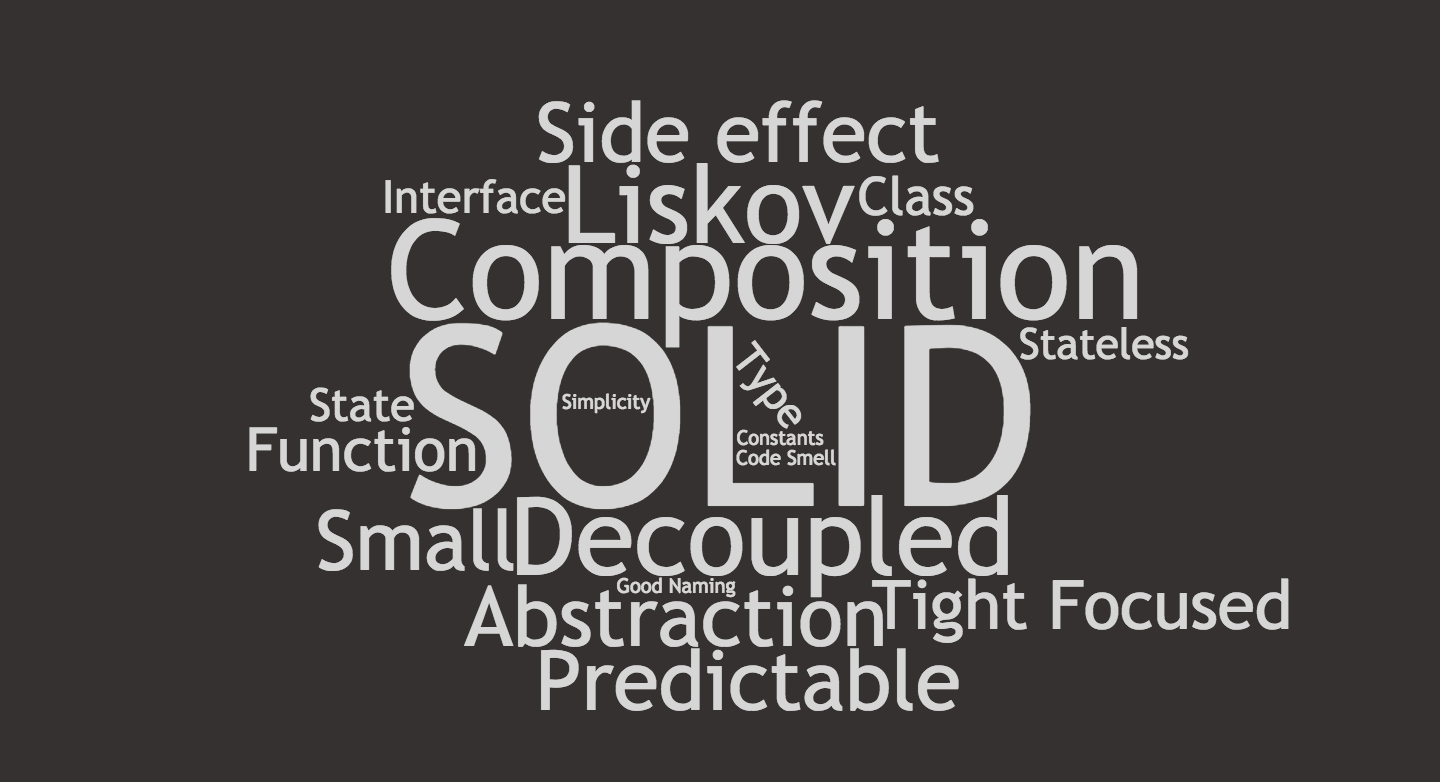 Side effect
Interface
Liskov
Class
Composition
SOLID
Stateless
Type
State
Simplicity
Function
Constants
Code Smell
Small
Decoupled
Good Naming
Abstraction
Tight Focused
Predictable